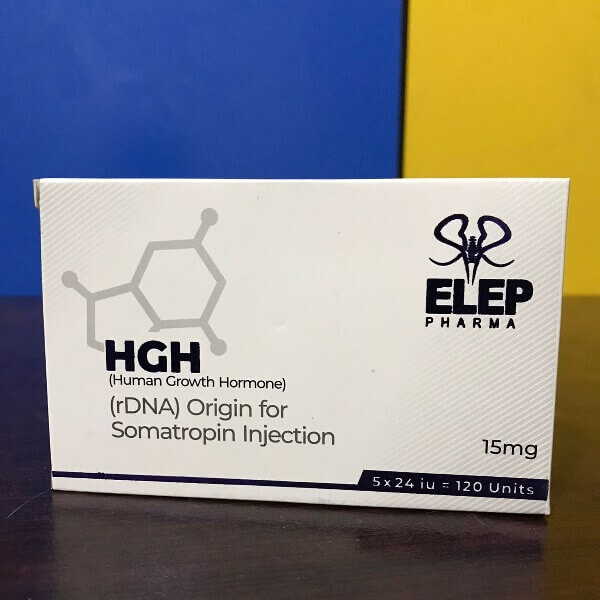 ELEP
PHARMA
HGH
(Human Growth Hormone)
(rDNA) Origin for
Somatropin Injection
15mg
5 x 24 iu = 120 Units